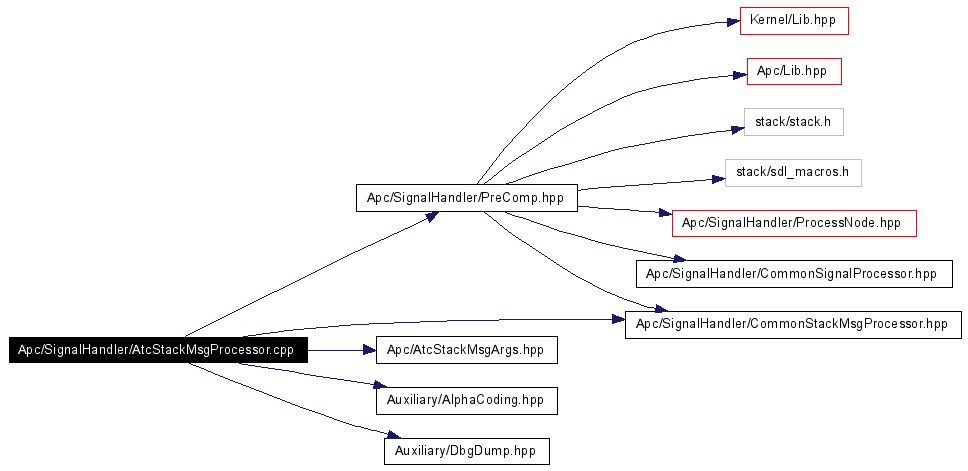 Kernel/Lib.hpp
Apc/Lib.hpp
stack/stack.h
stack/sdl_macros.h
Apc/SignalHandler/PreComp.hpp
Apc/SignalHandler/ProcessNode.hpp
Apc/SignalHandler/CommonSignalProcessor.hpp
Apc/SignalHandler/CommonStackMsgProcessor.hpp
Apc/SignalHandler/AtcStackMsgProcessor.cpp
Apc/AtcStackMsgArgs.hpp
Auxiliary/AlphaCoding.hpp
Auxiliary/DbgDump.hpp